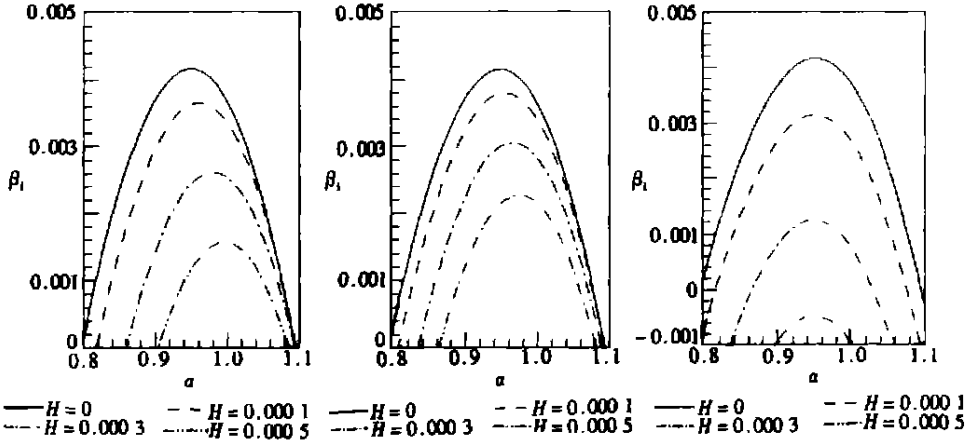 0.005 0.005 0.005
0.003 0.003 0.003
βi βi βi
0.001 0.001 0.001
0
0 0 -0.001
0.8 0.9 1.0 1.1 0.8 0.9 1.0 1.1 0.8 0.9 1.0 1.1
α α α
H = 0 H = 0.000 1 H = 0 H = 0.000 1 H = 0 H = 0.000 1
H = 0.000 3 H = 0.000 5 H = 0.000 3 H = 0.000 5 H = 0.000 3 H = 0.000 5